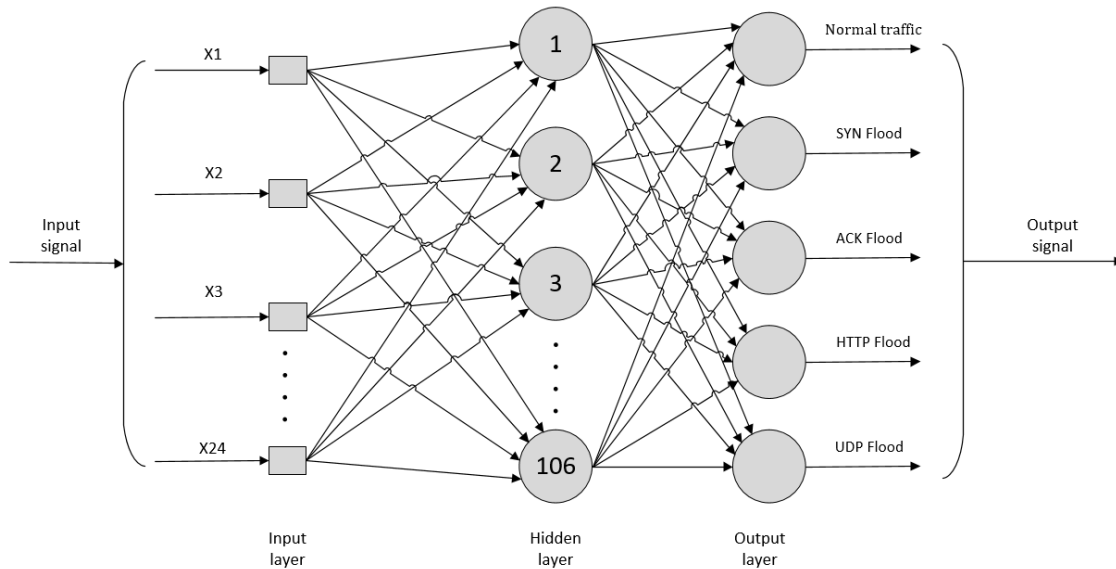 Input
signal
X1
X2
X3
X24
1
2
3
106
Normal traffic
SYN Flood
ACK Flood
HTTP Flood
UDP Flood
Output
signal
Input
layer
Hidden
layer
Output
layer